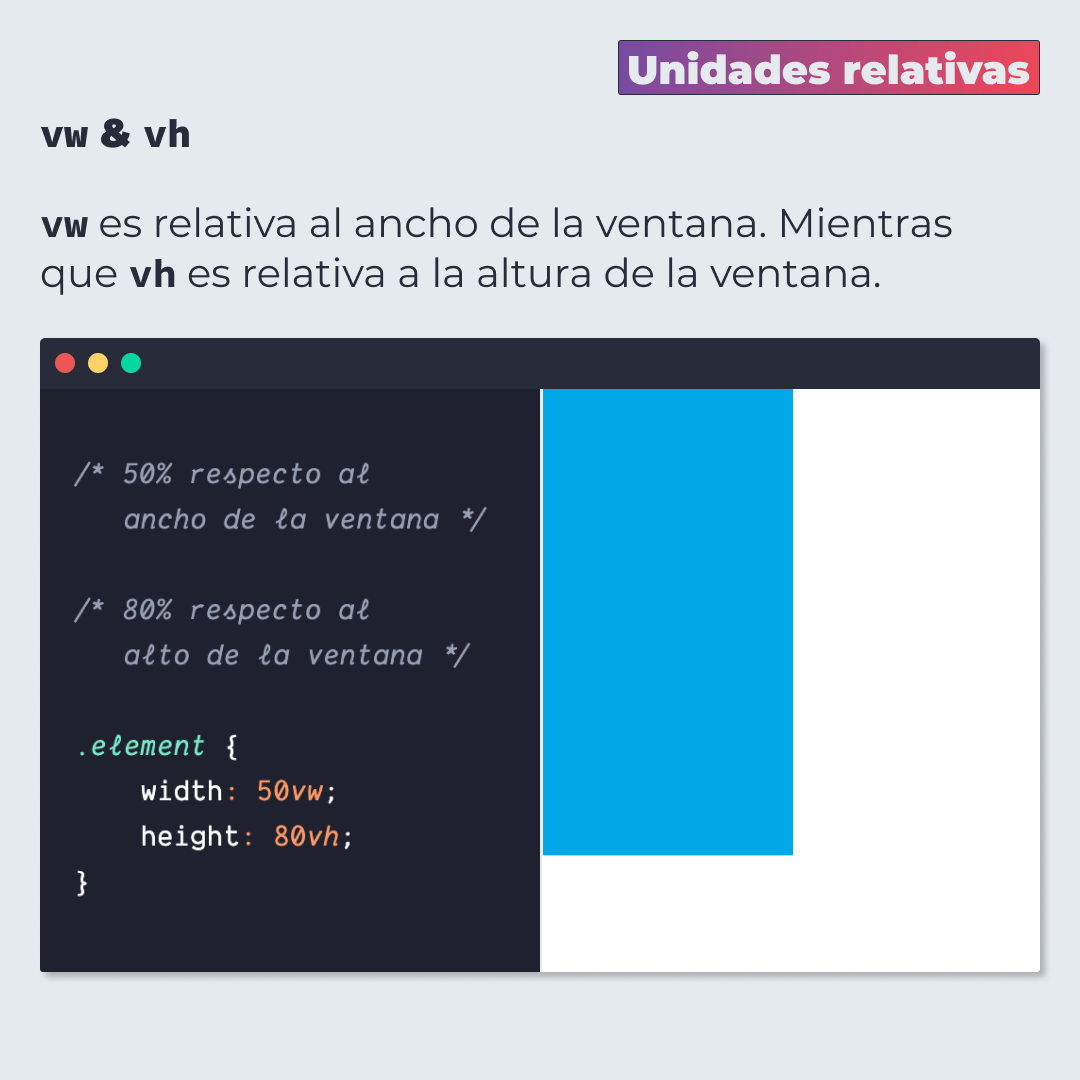 Unidades relativas
vw & vh
vw es relativa al ancho de la ventana. Mientras
que vh es relativa a la altura de la ventana.
/* 50% respecto al
ancho de la ventana */
/* 80% respecto al
alto de la ventana */
.element {
width: 50vw;
height: 80vh;
}